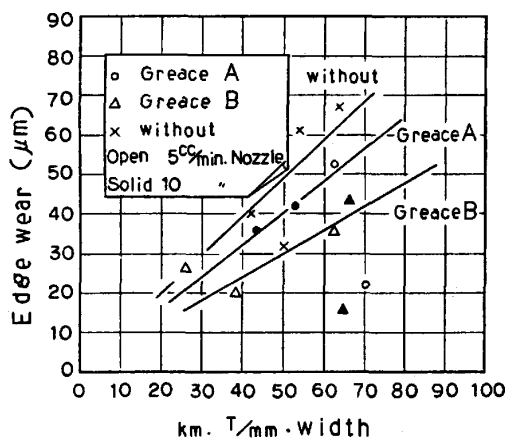 90
80
70
60
50
40
30
20
10
0
Edge wear (μm)
○ Greace A
△ Greace B
× without
Open 5cc/min. Nozzle
Solid 10 〃
without
Greace A
Greace B
0 10 20 30 40 50 60 70 80 90 100
km. T/mm. width